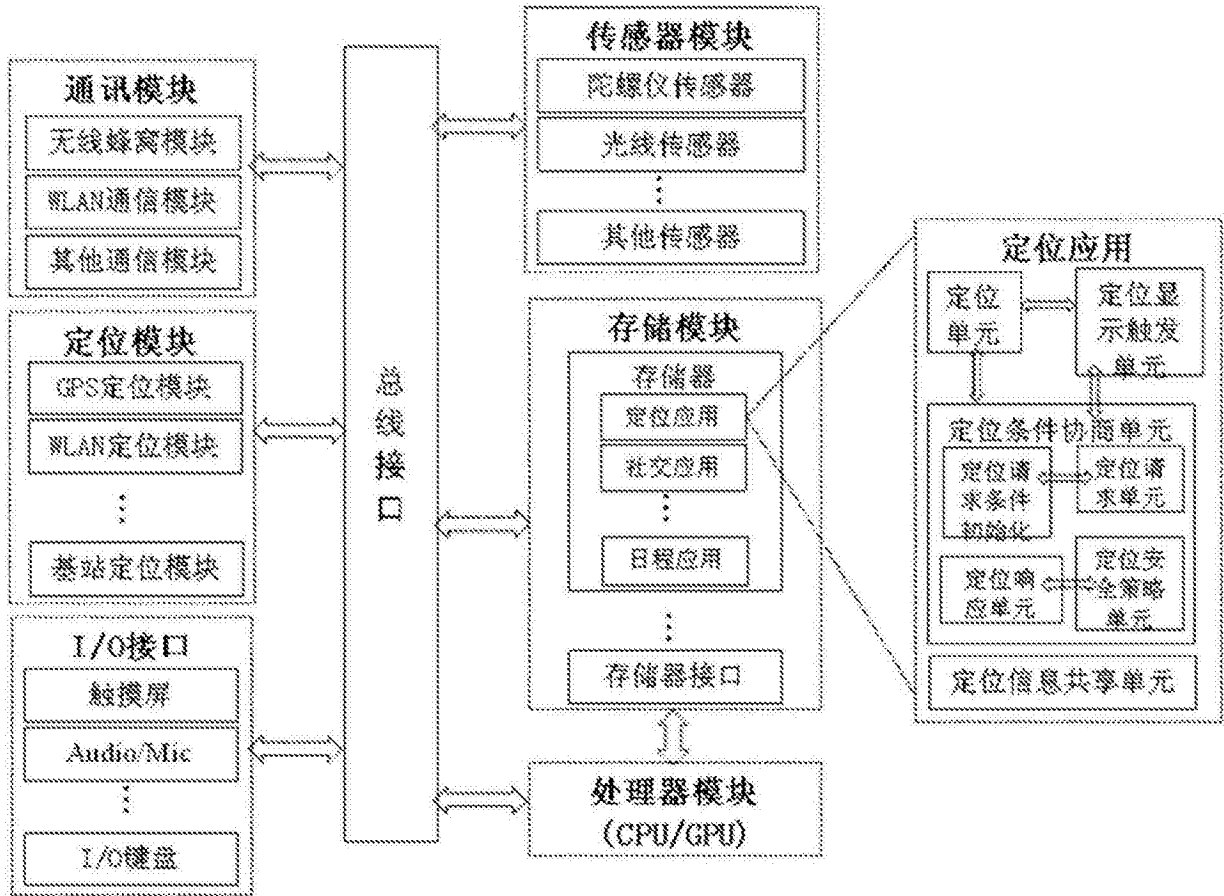 通讯模块
无线蜂窝模块
WLAN通信模块
其他通信模块
定位模块
GPS定位模块
WLAN定位模块
⋮
基站定位模块
I/O接口
触摸屏
Audio/Mic
⋮
I/O键盘
总
线
接
口
传感器模块
陀螺仪传感器
光线传感器
⋮
其他传感器
存储模块
存储器
定位应用
社交应用
⋮
日程应用
⋮
存储器接口
处理器模块
(CPU/GPU)
定位应用
定位
单元
定位显
示触发
单元
定位条件协商单元
定位请
求条件
初始化
定位请
求单元
定位响
应单元
定位安
全策略
单元
定位信息共享单元